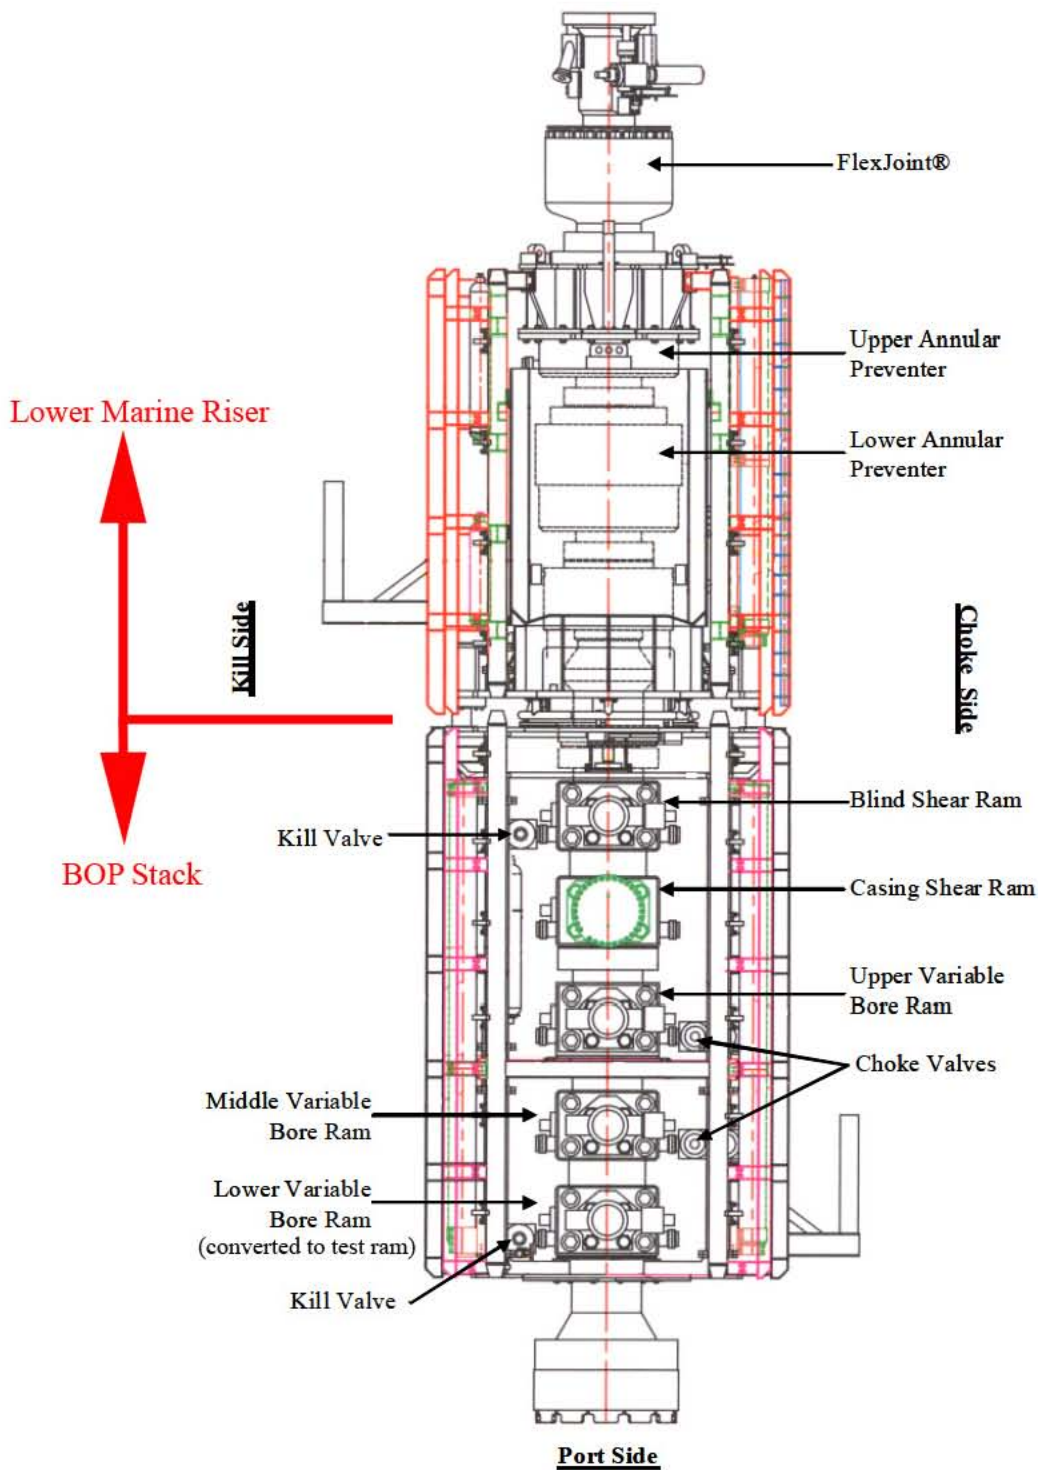 FlexJoint®
Upper Annular
Preventer
Lower Marine Riser
Lower Annular
Preventer
Kill Side
Choke Side
Blind Shear Ram
Kill Valve
BOP Stack
Casing Shear Ram
Upper Variable
Bore Ram
Choke Valves
Middle Variable
Bore Ram
Lower Variable
Bore Ram
(converted to test ram)
Kill Valve
Port Side